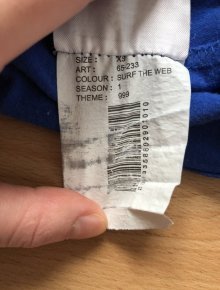 SIZE : XS
ART : 65-233
COLOUR : SURF THE WEB
SEASON : 1
THEME : 999